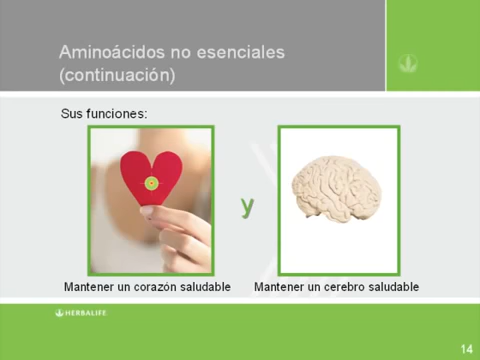 Aminoácidos no esenciales
(continuación)
Sus funciones:
y
Mantener un corazón saludable
Mantener un cerebro saludable
HERBALIFE
14